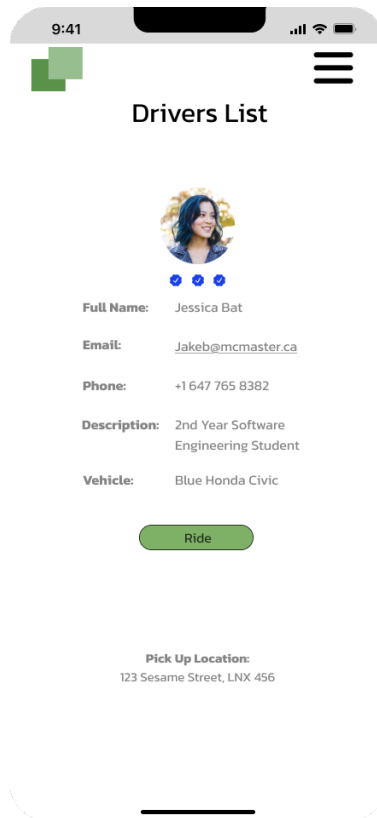 9:41
Drivers List
Full Name: Jessica Bat
Email: Jakeb@mcmaster.ca
Phone: +1 647 765 8382
Description: 2nd Year Software
Engineering Student
Vehicle: Blue Honda Civic
Ride
Pick Up Location:
123 Sesame Street, LNX 456